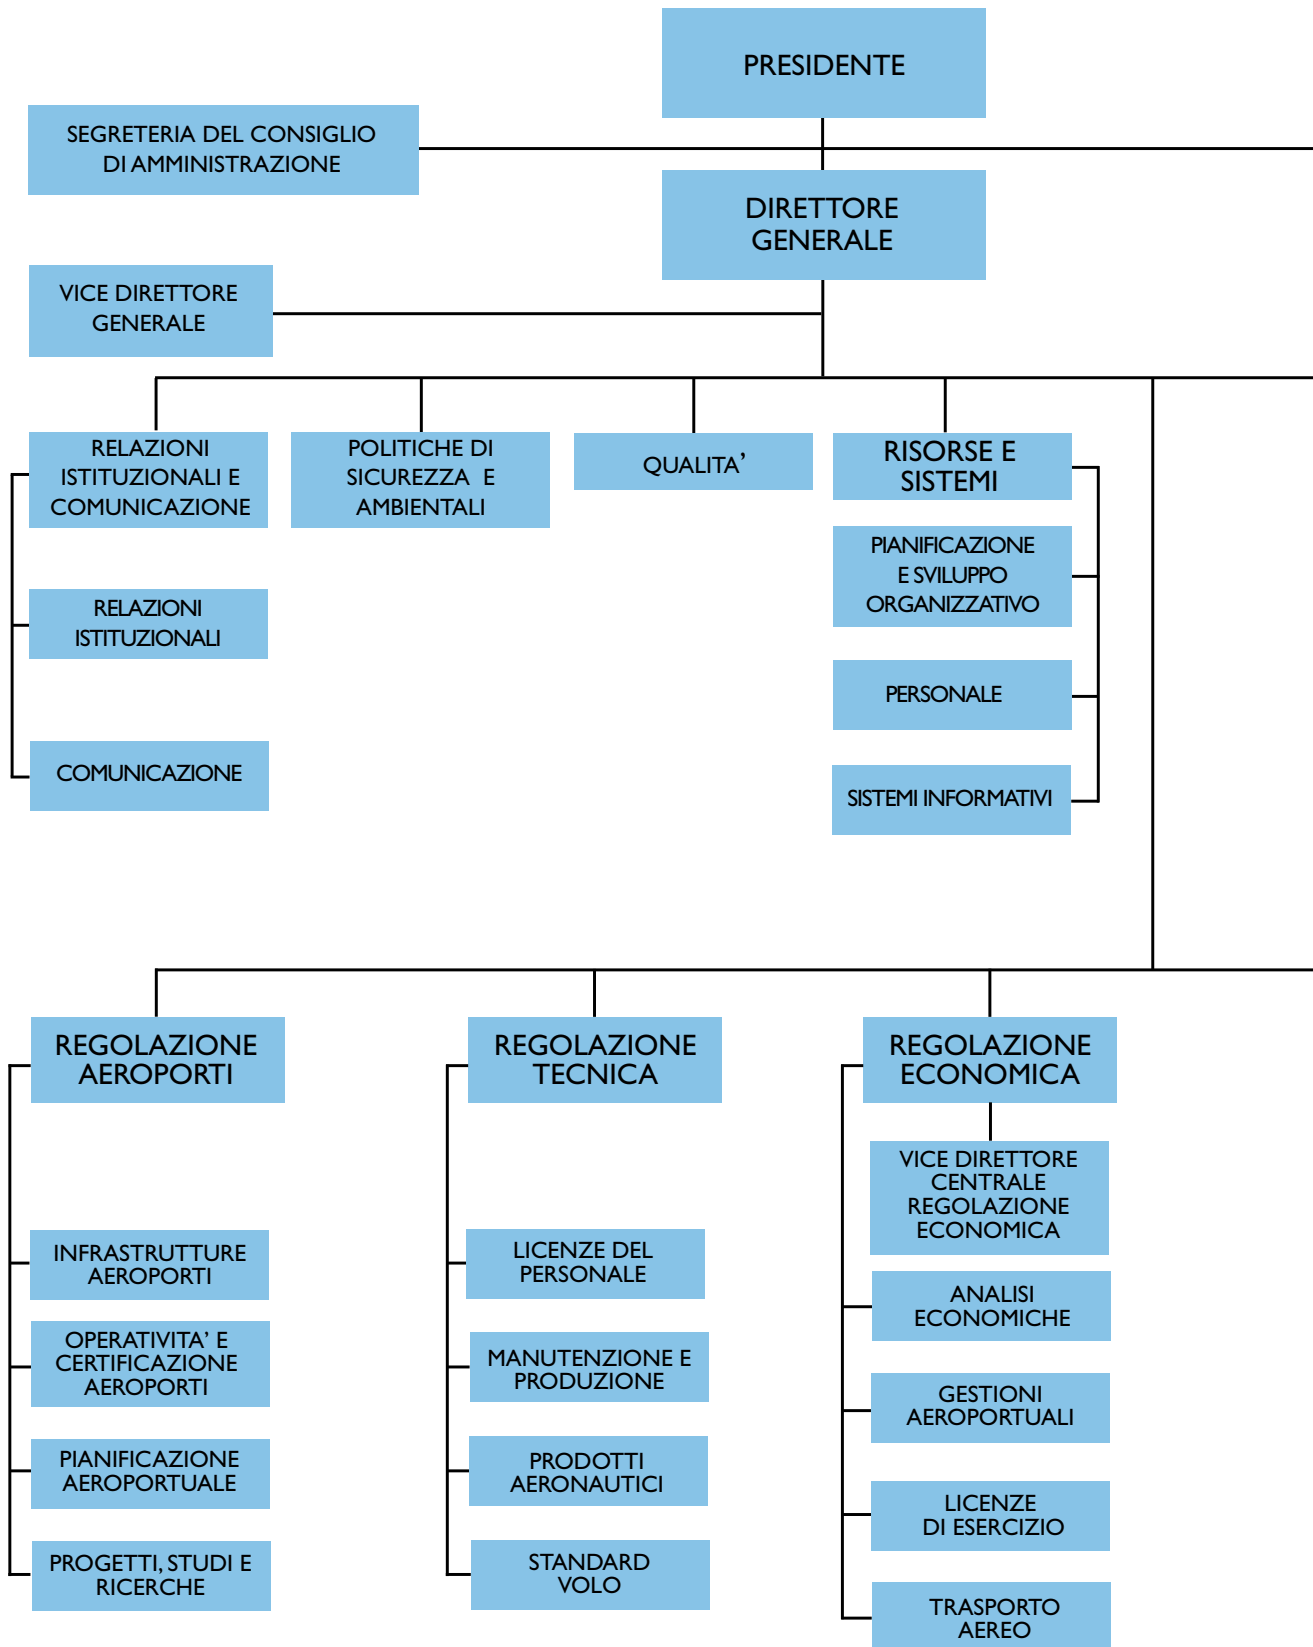 PRESIDENTE
SEGRETERIA DEL CONSIGLIO
DI AMMINISTRAZIONE
DIRETTORE
GENERALE
VICE DIRETTORE
GENERALE
RELAZIONI
ISTITUZIONALI E
COMUNICAZIONE
POLITICHE DI
SICUREZZA E
AMBIENTALI
QUALITA’
RISORSE E
SISTEMI
PIANIFICAZIONE
E SVILUPPO
ORGANIZZATIVO
RELAZIONI
ISTITUZIONALI
PERSONALE
COMUNICAZIONE
SISTEMI INFORMATIVI
REGOLAZIONE
AEROPORTI
INFRASTRUTTURE
AEROPORTI
OPERATIVITA’ E
CERTIFICAZIONE
AEROPORTI
PIANIFICAZIONE
AEROPORTUALE
PROGETTI, STUDI E
RICERCHE
REGOLAZIONE
TECNICA
LICENZE DEL
PERSONALE
MANUTENZIONE E
PRODUZIONE
PRODOTTI
AERONAUTICI
STANDARD
VOLO
REGOLAZIONE
ECONOMICA
VICE DIRETTORE
CENTRALE
REGOLAZIONE
ECONOMICA
ANALISI
ECONOMICHE
GESTIONI
AEROPORTUALI
LICENZE
DI ESERCIZIO
TRASPORTO
AEREO